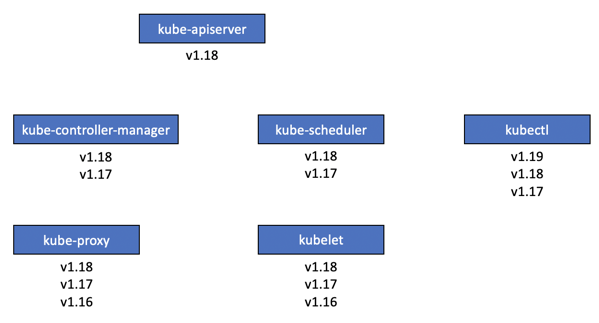 kube-apiserver
v1.18
kube-controller-manager
v1.18
v1.17
kube-scheduler
v1.18
v1.17
kubectl
v1.19
v1.18
v1.17
kube-proxy
v1.18
v1.17
v1.16
kubelet
v1.18
v1.17
v1.16